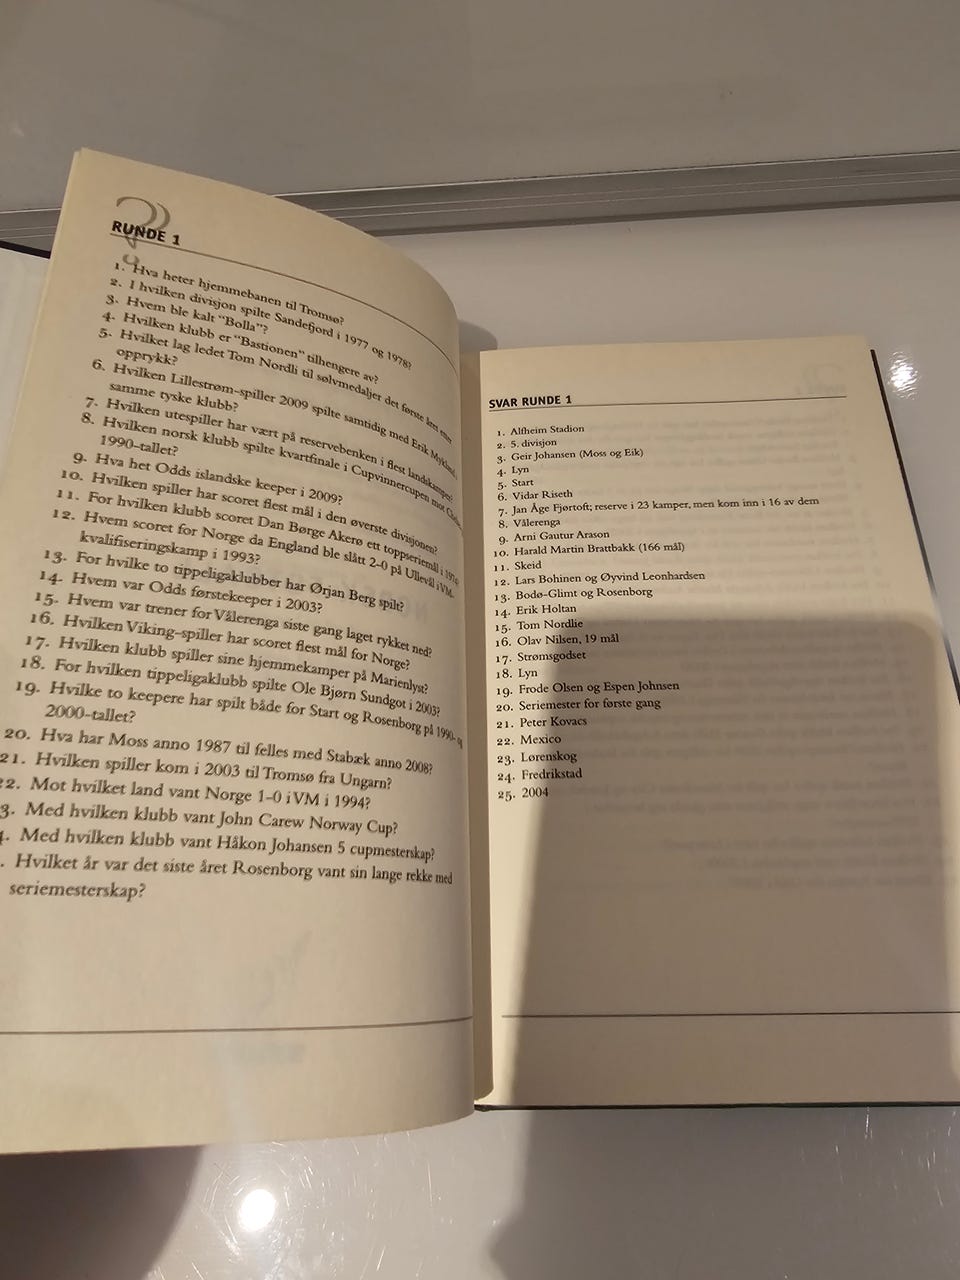 RUNDE 1
1. Hva heter hjemmebanen til Tromsø?
2. I hvilken divisjon spilte Sandefjord i 1977 og 1978?
3. Hvem ble kalt "Bolla"?
4. Hvilken klubb er "Bastionen" tilhengere av?
5. Hvilket lag ledet Tom Nordli til sølvmedaljer det første året etter
opprykk?
6. Hvilken Lillestrøm-spiller 2009 spilte samtidig med Erik Mykland i
samme tyske klubb?
7. Hvilken utespiller har vært på reservebenken i flest landskamper?
8. Hvilken norsk klubb spilte kvartfinale i Cupvinnercupen mot
1990-tallet?
9. Hva het Odds islandske keeper i 2009?
10. Hvilken spiller har scoret flest mål i den øverste divisjonen?
11. For hvilken klubb scoret Dan Børge Akerø ett toppseriemål i 1974?
12. Hvem scoret for Norge da England ble slått 2-0 på Ullevål i VM-
kvalifiseringskamp i 1993?
13. For hvilke to tippeligaklubber har Ørjan Berg spilt?
14. Hvem var Odds førstekeeper i 2003?
15. Hvem var trener for Vålerenga siste gang laget rykket ned?
16. Hvilken Viking-spiller har scoret flest mål for Norge?
17. Hvilken klubb spiller sine hjemmekamper på Marienlyst?
18. For hvilken tippeligaklubb spilte Ole Bjørn Sundgot i 2003?
19. Hvilke to keepere har spilt både for Start og Rosenborg på 1990- og
2000-tallet?
20. Hva har Moss anno 1987 til felles med Stabæk anno 2008?
21. Hvilken spiller kom i 2003 til Tromsø fra Ungarn?
22. Mot hvilket land vant Norge 1-0 i VM i 1994?
3. Med hvilken klubb vant John Carew Norway Cup?
4. Med hvilken klubb vant Håkon Johansen 5 cupmesterskap?
. Hvilket år var det siste året Rosenborg vant sin lange rekke med
seriemesterskap?
SVAR RUNDE 1
1. Alfheim Stadion
2. 5. divisjon
3. Geir Johansen (Moss og Eik)
4. Lyn
5. Start
6. Vidar Riseth
7. Jan Åge Fjørtoft; reserve i 23 kamper, men kom inn i 16 av dem
8. Vålerenga
9. Arni Gautur Arason
10. Harald Martin Brattbakk (166 mål)
11. Skeid
12. Lars Bohinen og Øyvind Leonhardsen
13. Bodø-Glimt og Rosenborg
14. Erik Holtan
15. Tom Nordlie
16. Olav Nilsen, 19 mål
17. Strømsgodset
18. Lyn
19. Frode Olsen og Espen Johnsen
20. Seriemester for første gang
21. Peter Kovacs
22. Mexico
23. Lørenskog
24. Fredrikstad
25. 2004